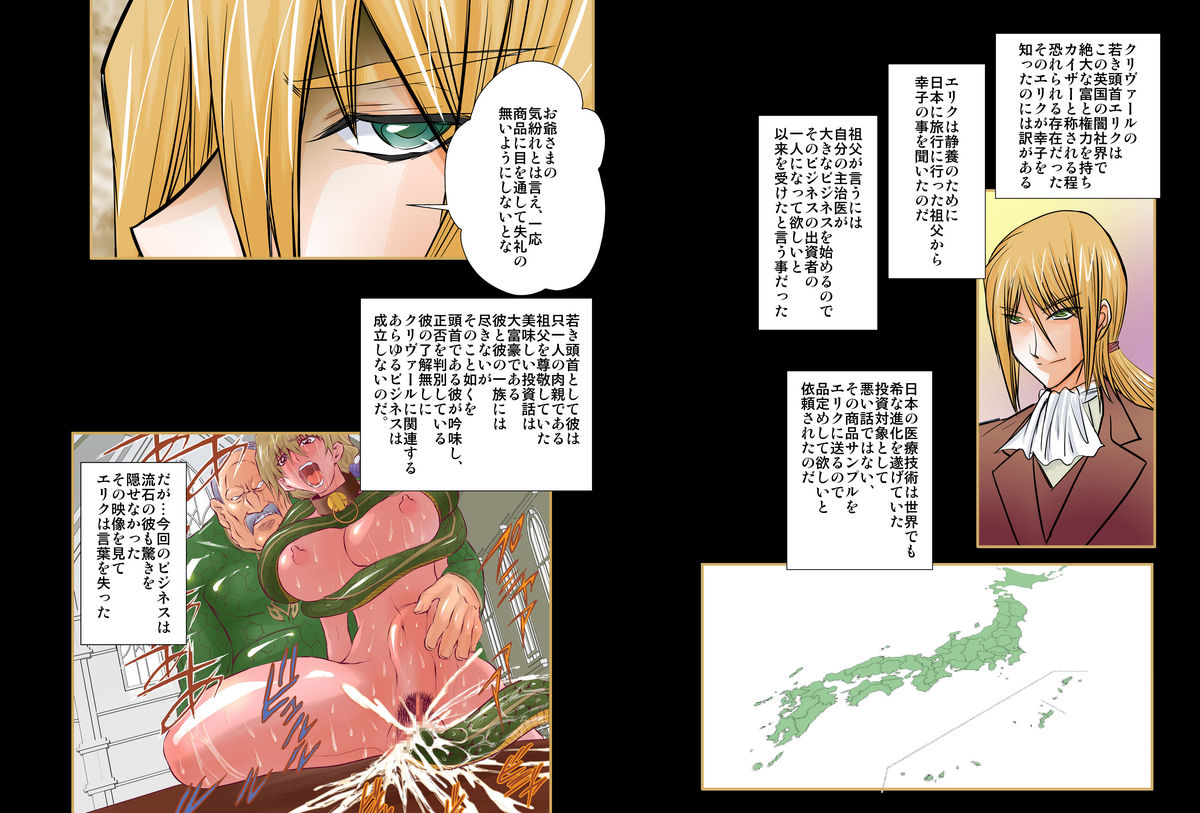 クリヴァールの
若き頭首エリクは
この英国の闇社界で
絶大な富と権力を持ち
カイザーと称される程
恐れられる存在だった
そのエリクが幸子を
知ったのには訳がある
エリクは静養のために
日本に旅行に行った祖父から
幸子の事を聞いたのだ
祖父が言うには
自分の主治医が
大きなビジネスを始めるので
そのビジネスの出資者の
一人になって欲しいと
以来を受けたと言う事だった
日本の医療技術は世界でも
希な進化を遂げていた
投資対象として
悪い話ではない、
その商品サンプルを
エリクに送るので
品定めして欲しいと
依頼されたのだ
お爺さまの
気紛れとは言え、一応
商品に目を通して失礼の
無いようにしないとな
若き頭首として彼は
只一人の肉親である
祖父を尊敬していた
美味しい投資話は
大富豪である
彼と彼の一族には
尽きないが
そのこと如くを
頭首である彼が吟味し、
正否を判別している
彼の了解無しに
クリヴァールに関連する
あらゆるビジネスは
成立しないのだ。
だが…今回のビジネスは
流石の彼も驚きを
隠せなかった
その映像を見て
エリクは言葉を失った